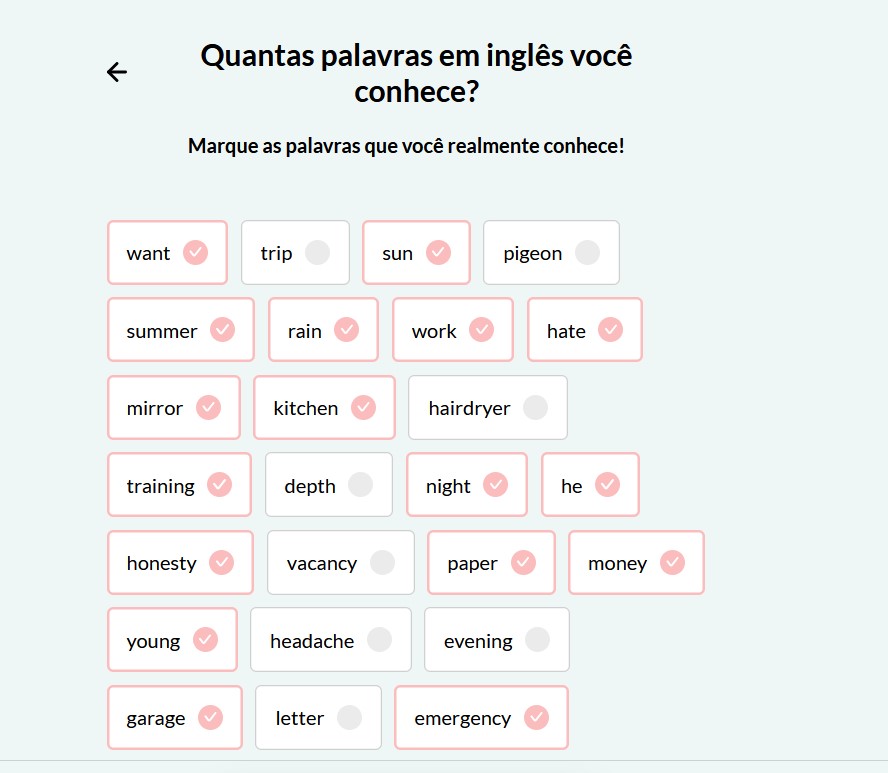 Quantas palavras em inglês você
conhece?
Marque as palavras que você realmente conhece!
want trip sun pigeon
summer rain work hate
mirror kitchen hairdryer
training depth night he
honesty vacancy paper money
young headache evening
garage letter emergency